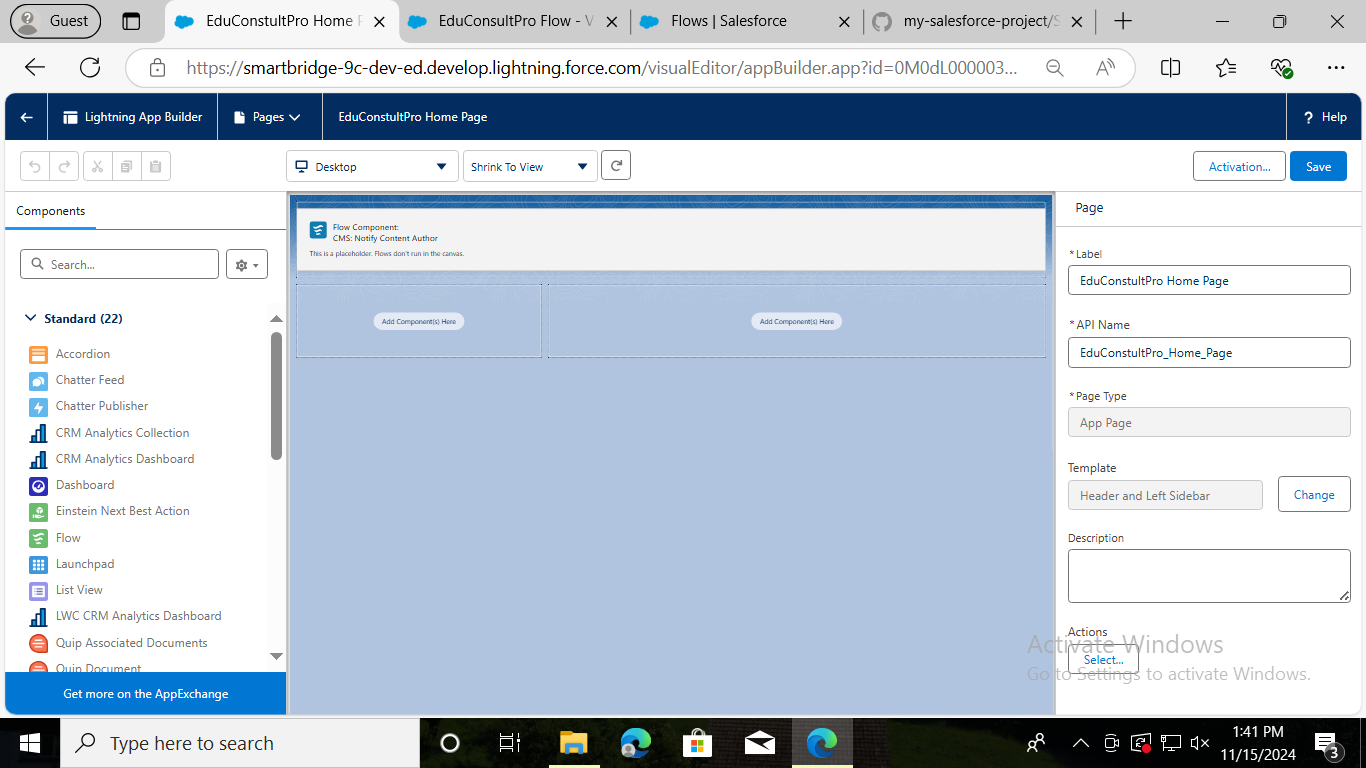 Guest
EduConstultPro Home P
EduConsultPro Flow - V
Flows | Salesforce
my-salesforce-project/S
https://smartbridge-9c-dev-ed.develop.lightning.force.com/visualEditor/appBuilder.app?id=0M0dL000003...
Lightning App Builder
Pages
EduConstultPro Home Page
? Help
Desktop
Shrink To View
Activation...
Save
Components
Search...
Standard (22)
Accordion
Chatter Feed
Chatter Publisher
CRM Analytics Collection
CRM Analytics Dashboard
Dashboard
Einstein Next Best Action
Flow
Launchpad
List View
LWC CRM Analytics Dashboard
Quip Associated Documents
Quip Document
Get more on the AppExchange
Flow Component:
CMS: Notify Content Author
This is a placeholder. Flows don't run in the canvas.
Add Component(s) Here
Add Component(s) Here
Page
*Label
EduConstultPro Home Page
*API Name
EduConstultPro_Home_Page
*Page Type
App Page
Template
Header and Left Sidebar
Change
Description
Actions
Select...
Activate Windows
Go to Settings to activate Windows.
Type here to search
1:41 PM
11/15/2024
3